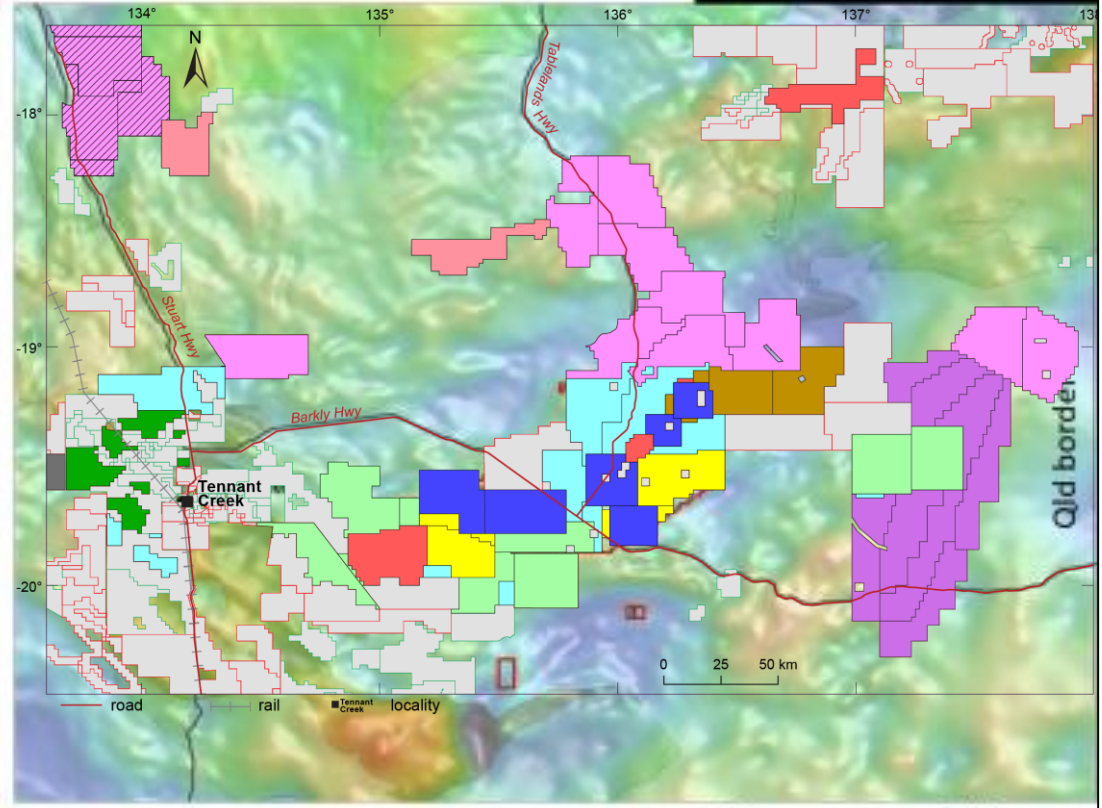 134°
135°
136°
137°
138
N
Tablelands Hwy
-18°
Stuart Hwy
-19°
Barkly Hwy
Tennant
Creek
Qld border
-20°
0 25 50 km
road
rail
Tennant
Creek
locality